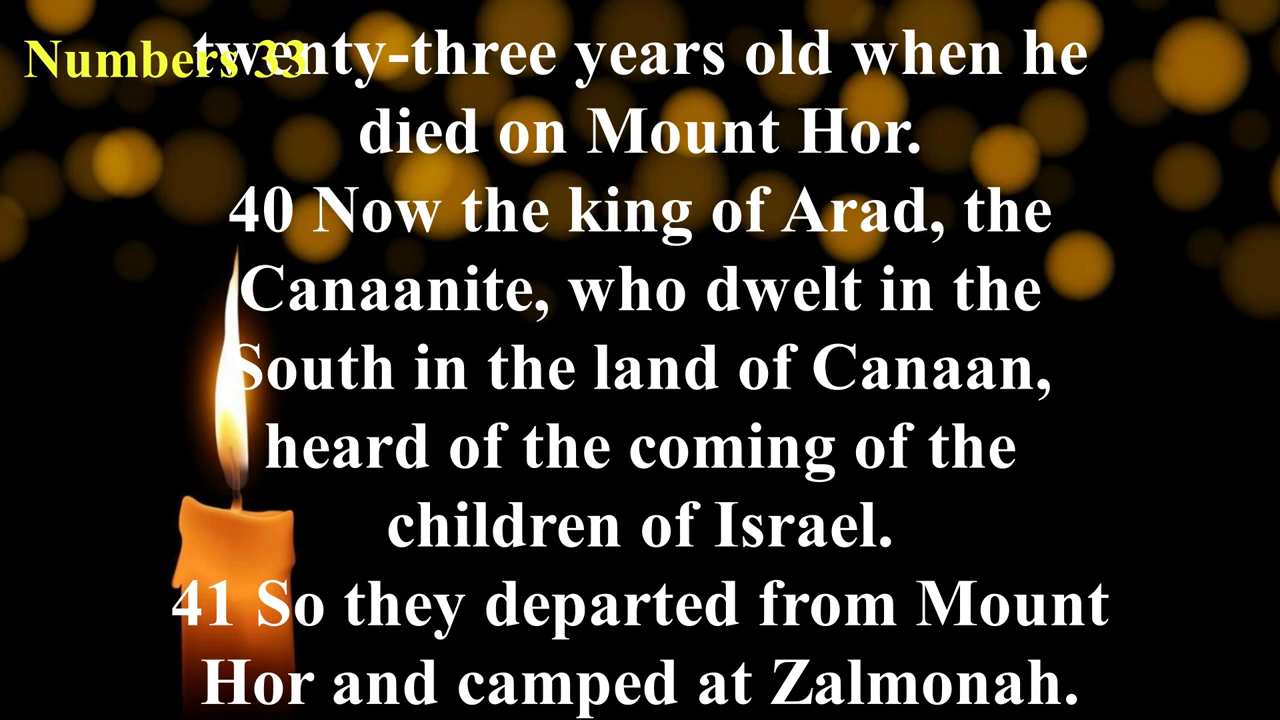 Numbers 33
twenty-three years old when he
died on Mount Hor.
40 Now the king of Arad, the
Canaanite, who dwelt in the
South in the land of Canaan,
heard of the coming of the
children of Israel.
41 So they departed from Mount
Hor and camped at Zalmonah.